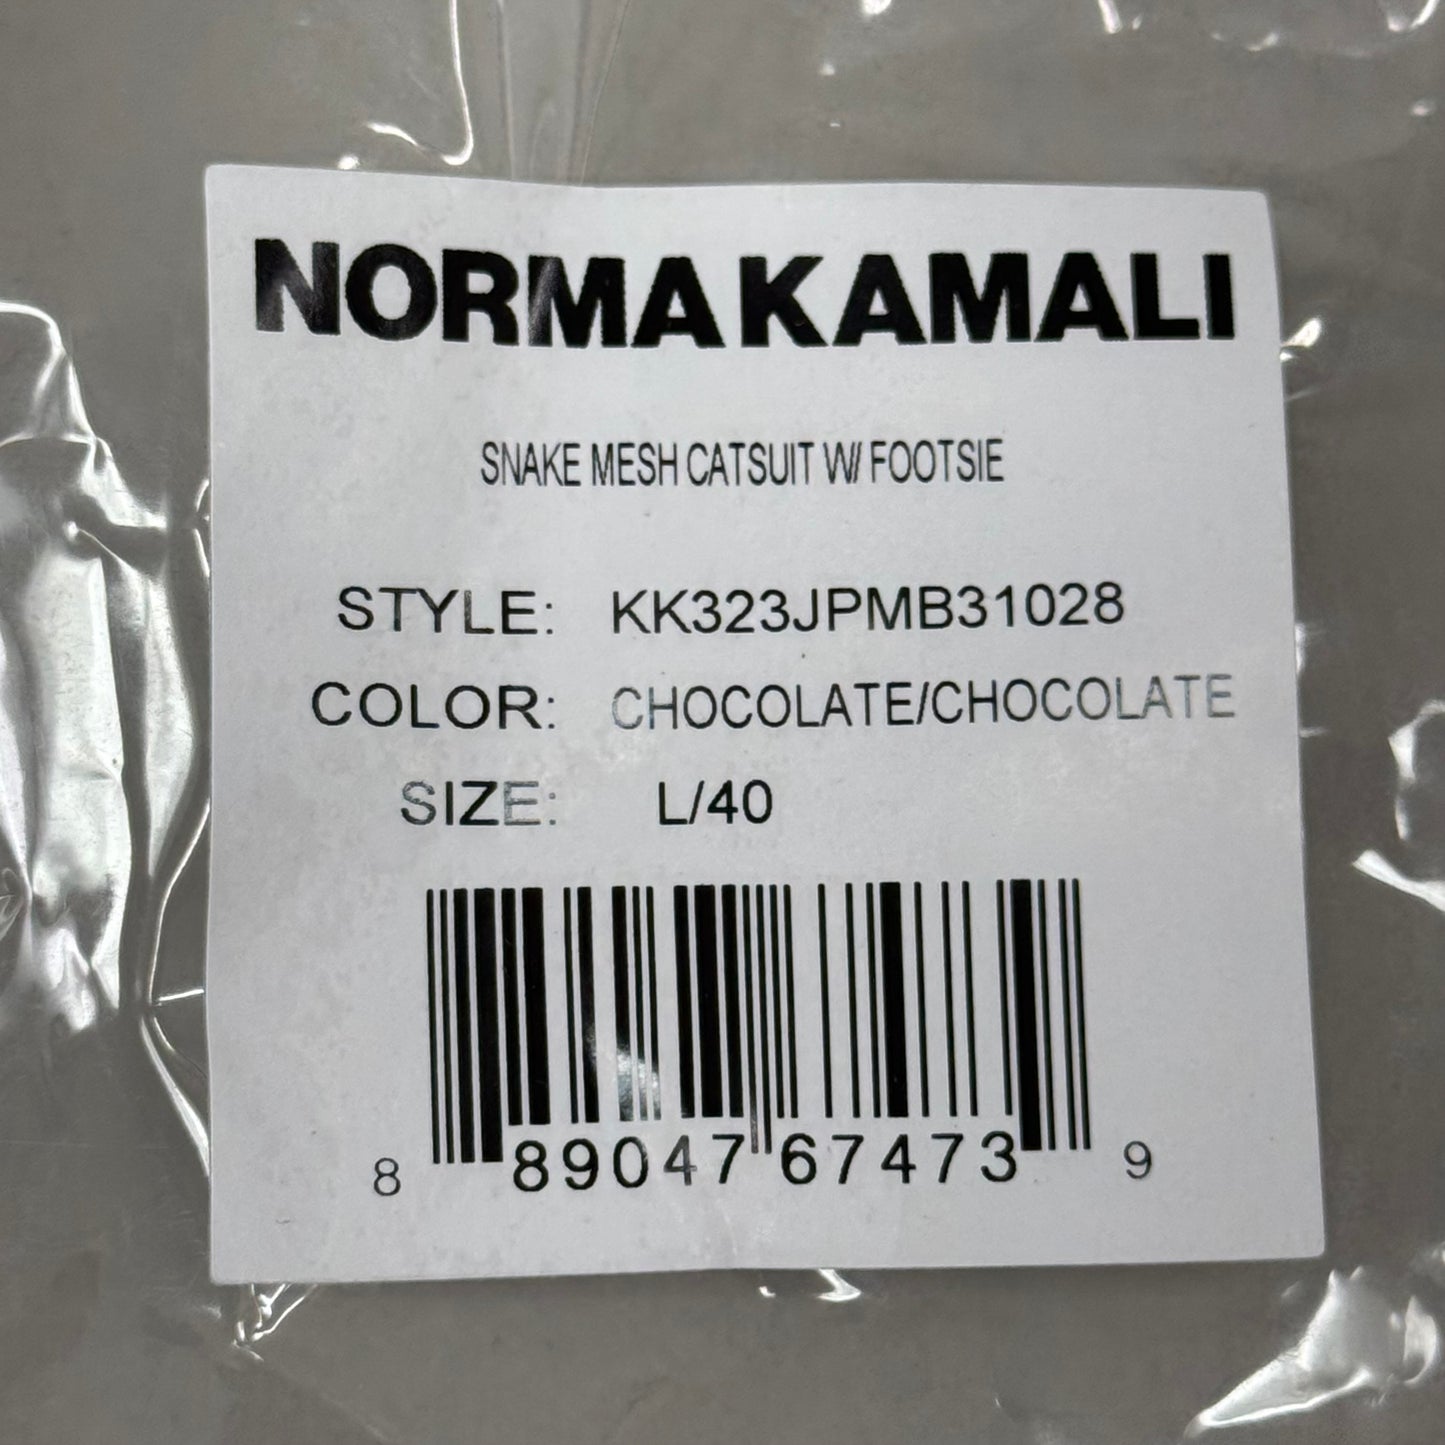 NORMA KAMALI
SNAKE MESH CATSUIT W/ FOOTSIE
STYLE: KK323JPMB31028
COLOR: CHOCOLATE/CHOCOLATE
SIZE: L/40
8 89047 67473 9